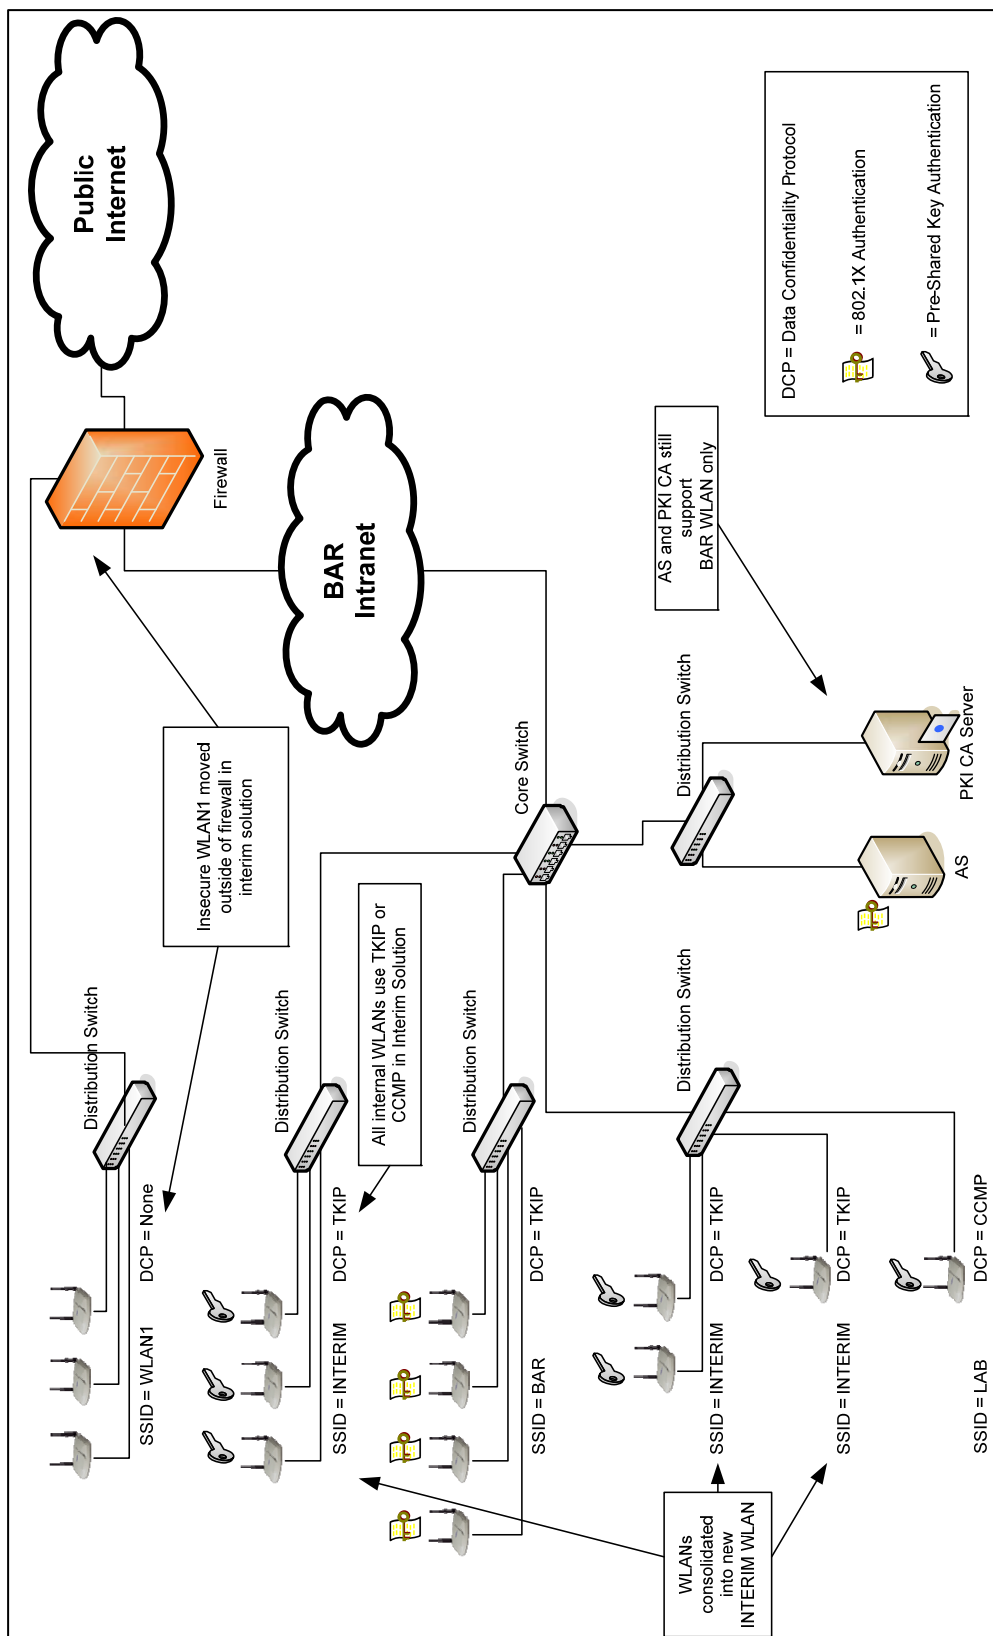 Public
Internet
Firewall
BAR
Intranet
Insecure WLAN1 moved
outside of firewall in
interim solution
Distribution Switch
SSID = WLAN1
DCP = None
Distribution Switch
SSID = INTERIM
DCP = TKIP
All internal WLANs use TKIP or
CCMP in Interim Solution
Core Switch
Distribution Switch
SSID = BAR
DCP = TKIP
Distribution Switch
SSID = INTERIM
DCP = TKIP
SSID = INTERIM
DCP = TKIP
SSID = LAB
DCP = CCMP
WLANs
consolidated
into new
INTERIM WLAN
Distribution Switch
AS
PKI CA Server
AS and PKI CA still
support
BAR WLAN only
DCP = Data Confidentiality Protocol
= 802.1X Authentication
= Pre-Shared Key Authentication